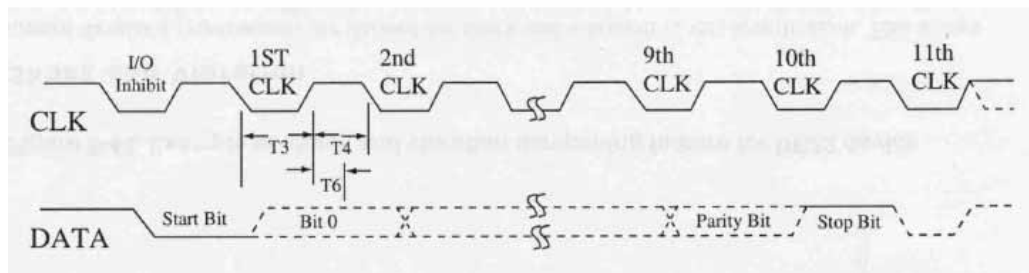 I/O Inhibit
1ST CLK
2nd CLK
9th CLK
10th CLK
11th CLK
CLK
T3
T4
T6
Start Bit
Bit 0
Parity Bit
Stop Bit
DATA